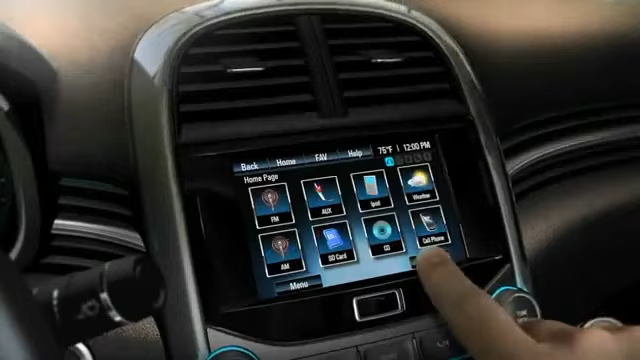 Back Home FAV Help 75°F | 12:00 PM
Home Page
FM AUX Ipod Weather
AM SD Card CD Cell Phone
Menu